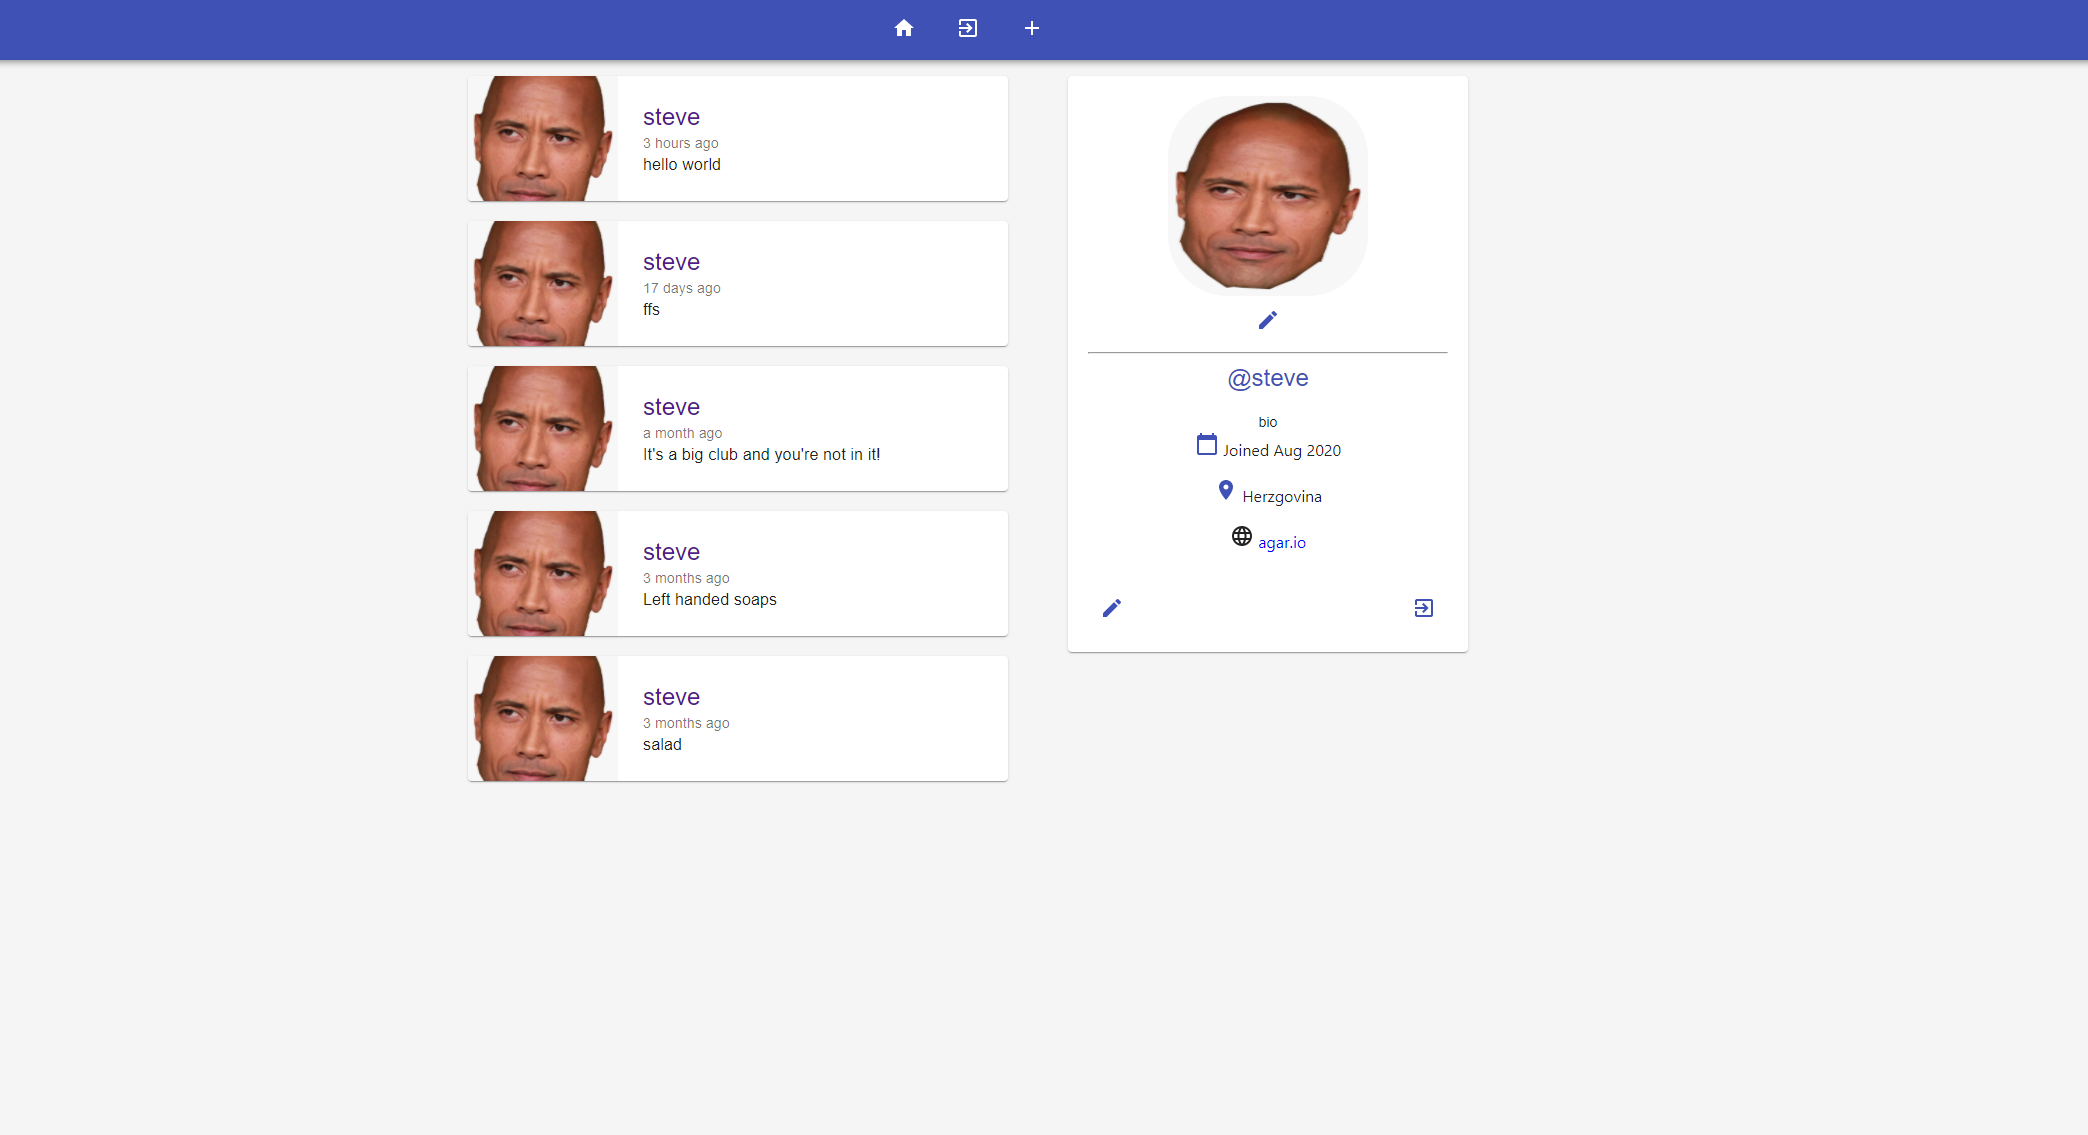 steve
3 hours ago
hello world
steve
17 days ago
ffs
steve
a month ago
It's a big club and you're not in it!
steve
3 months ago
Left handed soaps
steve
3 months ago
salad
@steve
bio
Joined Aug 2020
Herzgovina
agar.io